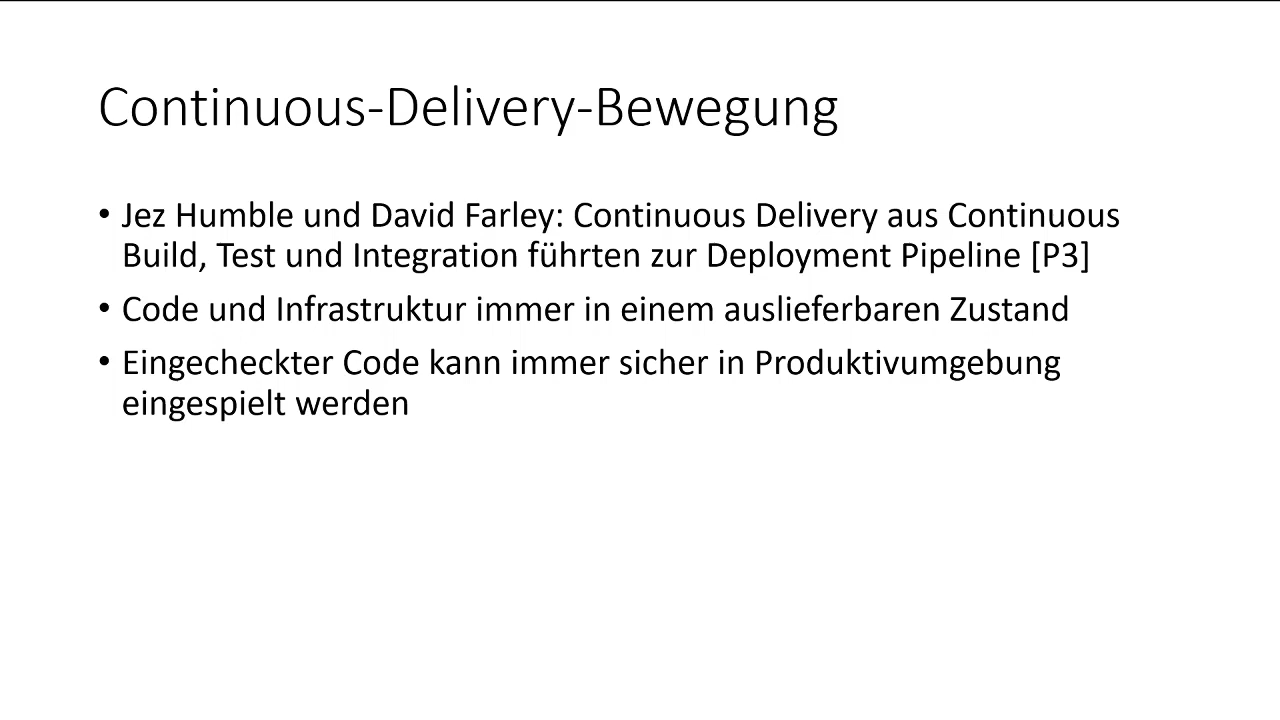 Continuous-Delivery-Bewegung
• Jez Humble und David Farley: Continuous Delivery aus Continuous
Build, Test und Integration führten zur Deployment Pipeline [P3]
• Code und Infrastruktur immer in einem auslieferbaren Zustand
• Eingecheckter Code kann immer sicher in Produktivumgebung
eingespielt werden